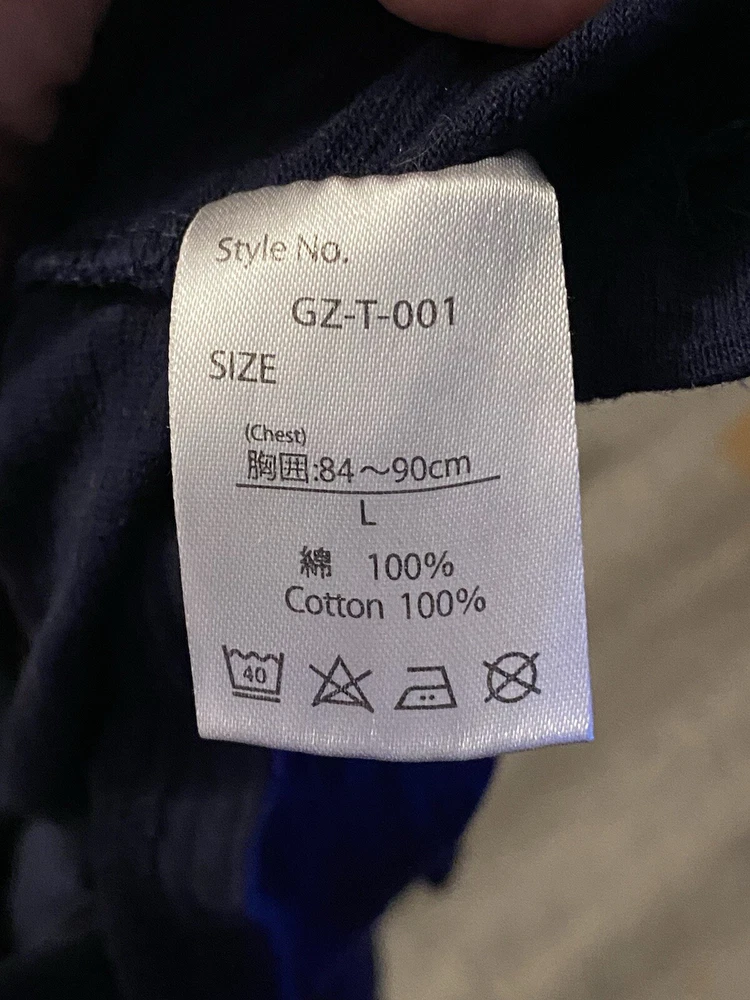 Style No.
GZ-T-001
SIZE
(Chest)
胸囲:84～90cm
L
綿 100%
Cotton 100%
40